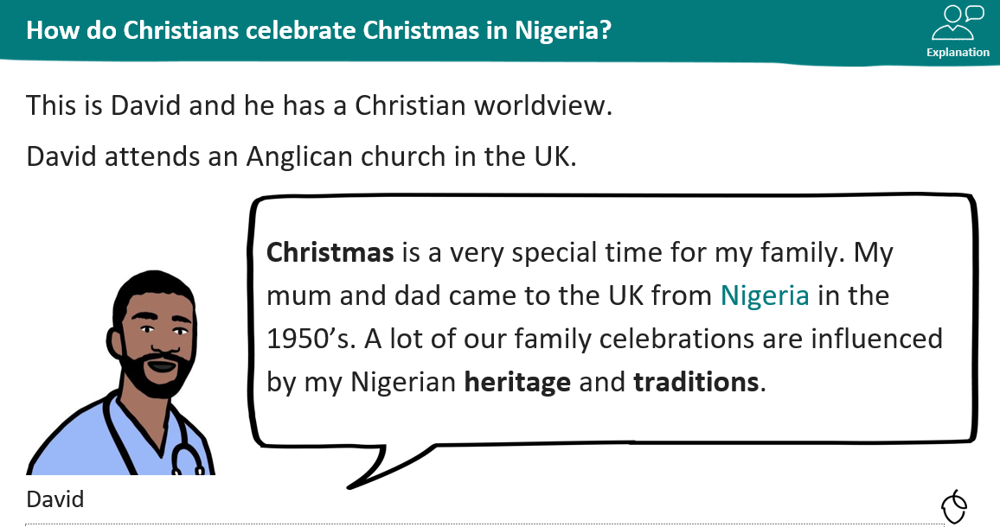 How do Christians celebrate Christmas in Nigeria?
Explanation
This is David and he has a Christian worldview.
David attends an Anglican church in the UK.
Christmas is a very special time for my family. My
mum and dad came to the UK from Nigeria in the
1950’s. A lot of our family celebrations are influenced
by my Nigerian heritage and traditions.
David